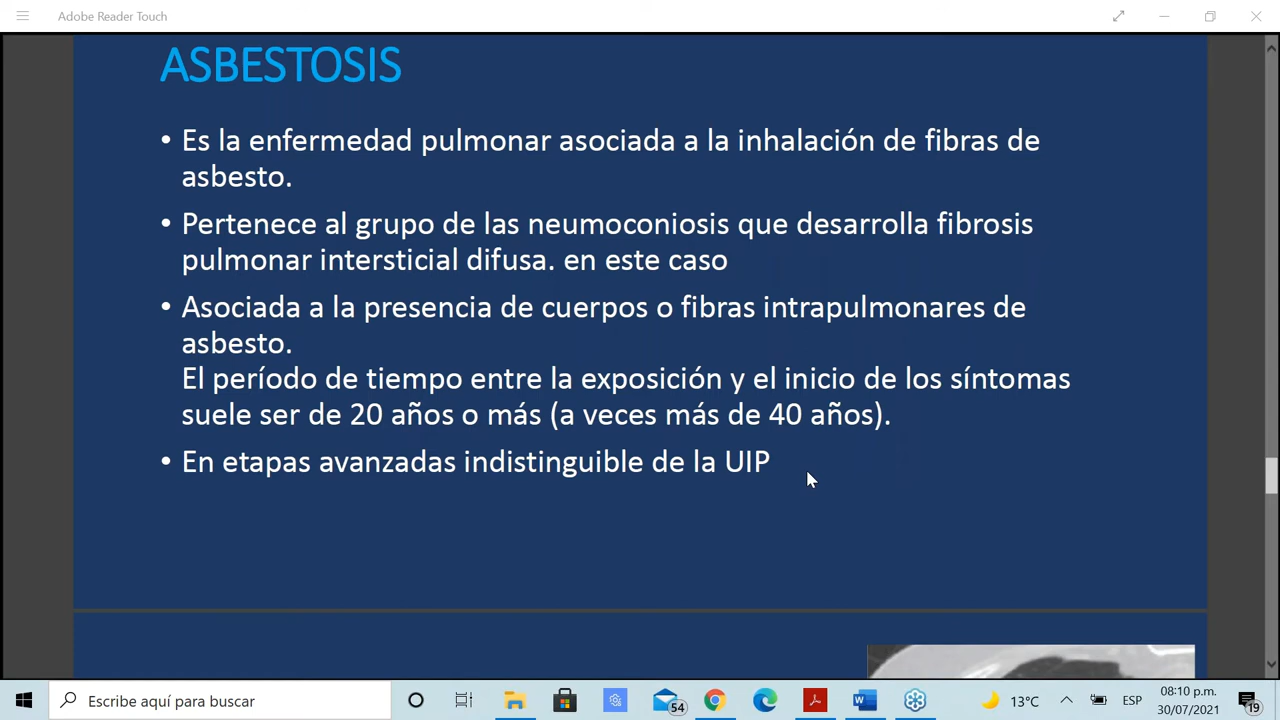 Adobe Reader Touch
ASBESTOSIS
• Es la enfermedad pulmonar asociada a la inhalación de fibras de
asbesto.
• Pertenece al grupo de las neumoconiosis que desarrolla fibrosis
pulmonar intersticial difusa. en este caso
• Asociada a la presencia de cuerpos o fibras intrapulmonares de
asbesto.
El período de tiempo entre la exposición y el inicio de los síntomas
suele ser de 20 años o más (a veces más de 40 años).
• En etapas avanzadas indistinguible de la UIP
Escribe aquí para buscar
54
13°C
ESP
08:10 p.m.
30/07/2021
19